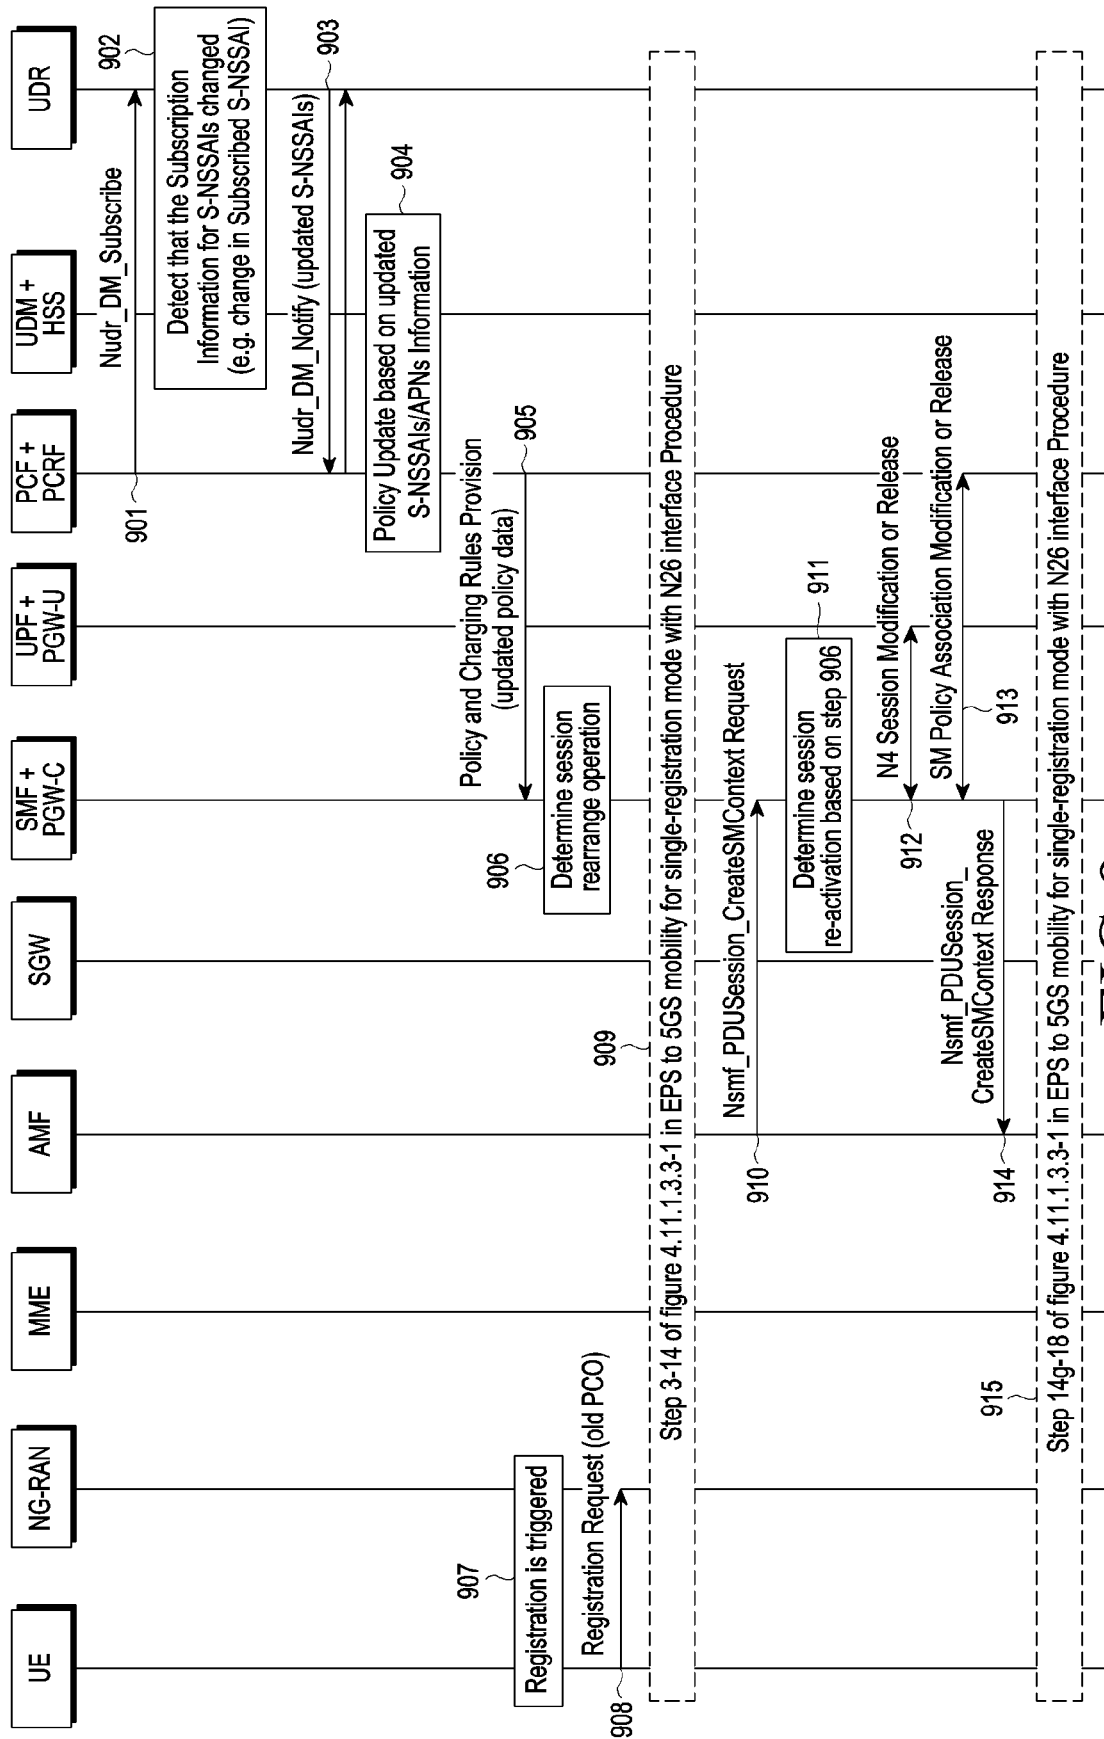 UE
NG-RAN
MME
AMF
SGW
SMF +
PGW-C
UPF +
PGW-U
PCF +
PCRF
UDM +
HSS
UDR
901
Nudr_DM_Subscribe
902
Detect that the Subscription
Information for S-NSSAIs changed
(e.g. change in Subscribed S-NSSAI)
Nudr_DM_Notify (updated S-NSSAIs)
903
904
Policy Update based on updated
S-NSSAIs/APNs Information
Policy and Charging Rules Provision
(updated policy data)
905
906
Determine session
rearrange operation
907
Registration is triggered
Registration Request (old PCO)
908
909
Step 3-14 of figure 4.11.1.3.3-1 in EPS to 5GS mobility for single-registration mode with N26 interface Procedure
Nsmf_PDUSession_CreateSMContext Request
910
911
Determine session
re-activation based on step 906
N4 Session Modification or Release
912
SM Policy Association Modification or Release
913
Nsmf_PDUSession_
CreateSMContext Response
914
915
Step 14g-18 of figure 4.11.1.3.3-1 in EPS to 5GS mobility for single-registration mode with N26 interface Procedure